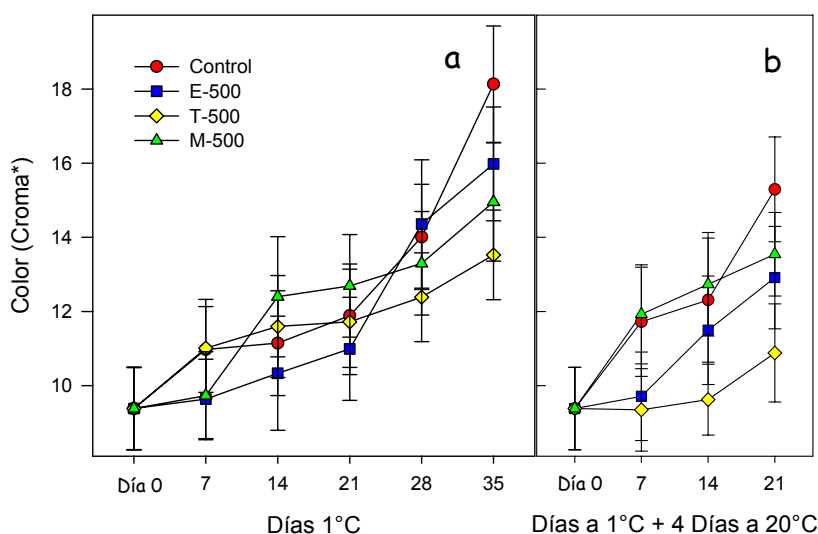 a
b
Control
E-500
T-500
M-500
Color (Croma*)
18
16
14
12
10
Día 0 7 14 21 28 35
Día 0 7 14 21
Días 1°C
Días a 1°C + 4 Días a 20°C